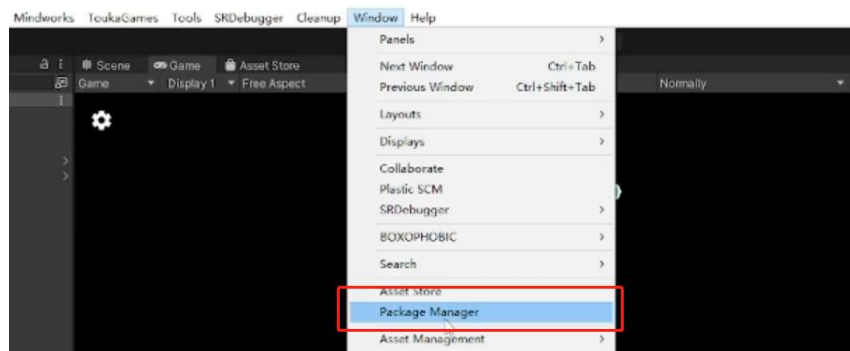 Mindworks ToukaGames Tools SRDebugger Cleanup Window Help
Panels
a Scene Game Asset Store
Next Window Ctrl+Tab
Game Display 1 Free Aspect Previous Window Ctrl+Shift+Tab Normally
Layouts
Displays
Collaborate
Plastic SCM
SRDebugger
BOXOPHOBIC
Search
Asset Store
Package Manager
Asset Management